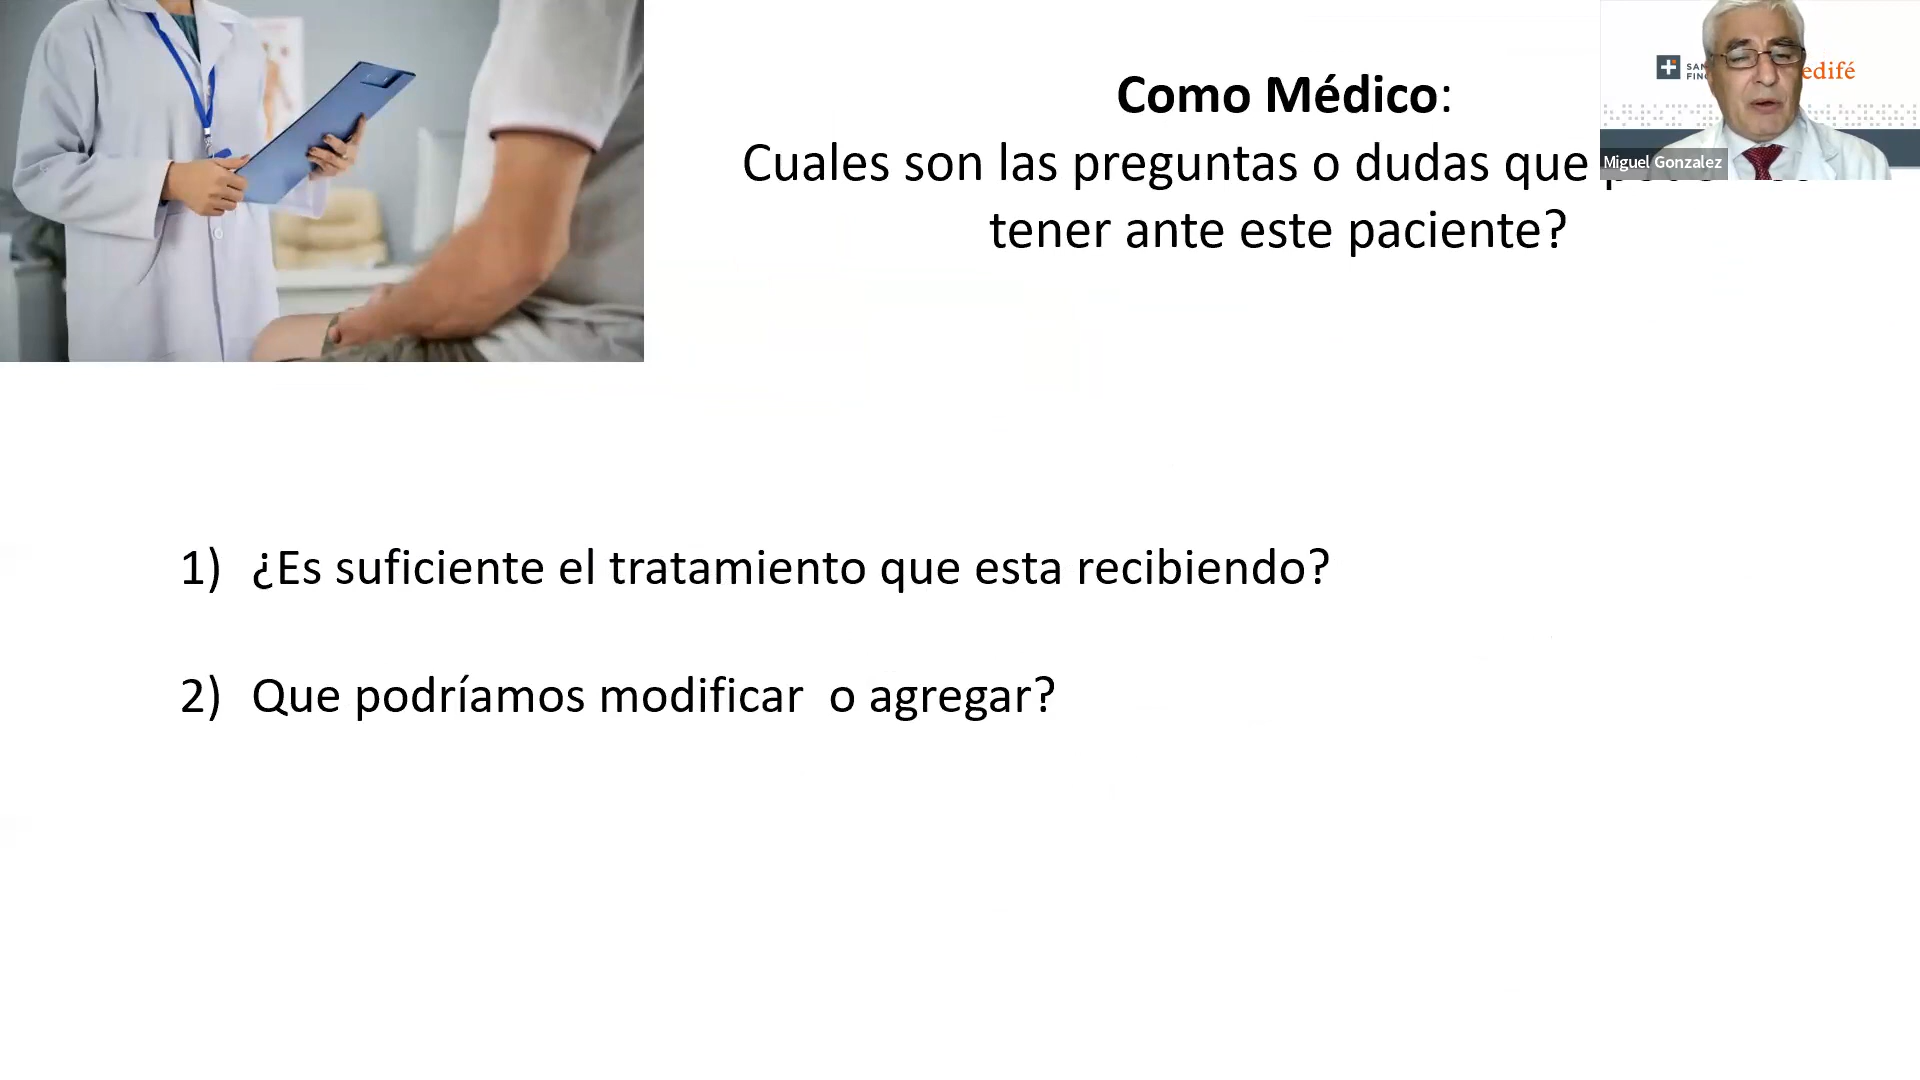 Como Médico:
Cuales son las preguntas o dudas que
tener ante este paciente?
edifé
Miguel Gonzalez
1) ¿Es suficiente el tratamiento que esta recibiendo?
2) Que podríamos modificar  o agregar?